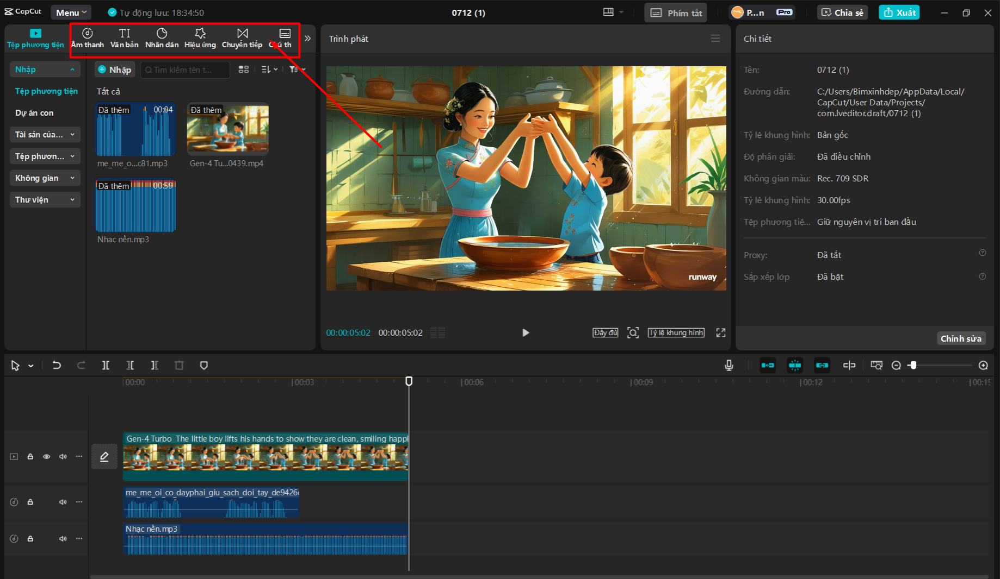 CapCut
Menu
Tự động lưu: 18:34:50
0712 (1)
Phím tắt
P...n
Pro
Chia sẻ
Xuất
Tệp phương tiện
Âm thanh
Văn bản
Nhãn dán
Hiệu ứng
Chuyển tiếp
Trình phát
Chi tiết
Nhập
Tệp phương tiện
Dự án con
Tài sản của...
Tệp phươn...
Không gian
Thư viện
Nhập
Tìm kiếm tên t...
Tất cả
Đã thêm
00:04
me_me_o...c81.mp3
Đã thêm
Gen-4 Tu...0439.mp4
Đã thêm
00:59
Nhạc nền.mp3
runway
00:00:05:02
00:00:05:02
Đầy đủ
Tỷ lệ khung hình
Tên:
0712 (1)
Đường dẫn:
C:/Users/Bimxinhdep/AppData/Local/
CapCut/User Data/Projects/
com.lveditor.draft/0712 (1)
Tỷ lệ khung hình:
Bản gốc
Độ phân giải:
Đã điều chỉnh
Không gian màu:
Rec. 709 SDR
Tỷ lệ khung hình:
30.00fps
Tệp phương tiệ...
Giữ nguyên vị trí ban đầu
Proxy:
Đã tắt
Sắp xếp lớp
Đã bật
Chỉnh sửa
00:00
00:03
00:06
00:09
00:12
00:15
Gen-4 Turbo The little boy lifts his hands to show they are clean, smiling happi
me_me_oi_co_dayphai_giu_sach_doi_tay_de9426
Nhạc nền.mp3